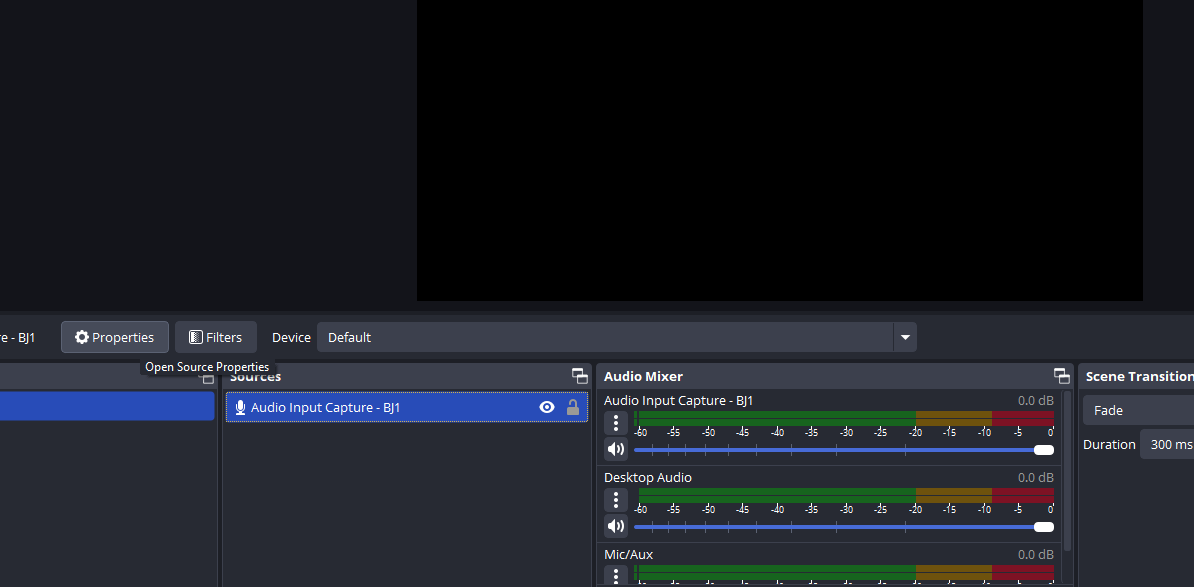 re - BJ1
Properties
Filters
Device
Default
Open Source Properties
Sources
Audio Input Capture - BJ1
Audio Mixer
Audio Input Capture - BJ1
0.0 dB
-60 -55 -50 -45 -40 -35 -30 -25 -20 -15 -10 -5 0
Desktop Audio
0.0 dB
-60 -55 -50 -45 -40 -35 -30 -25 -20 -15 -10 -5 0
Mic/Aux
0.0 dB
Scene Transition
Fade
Duration
300 ms